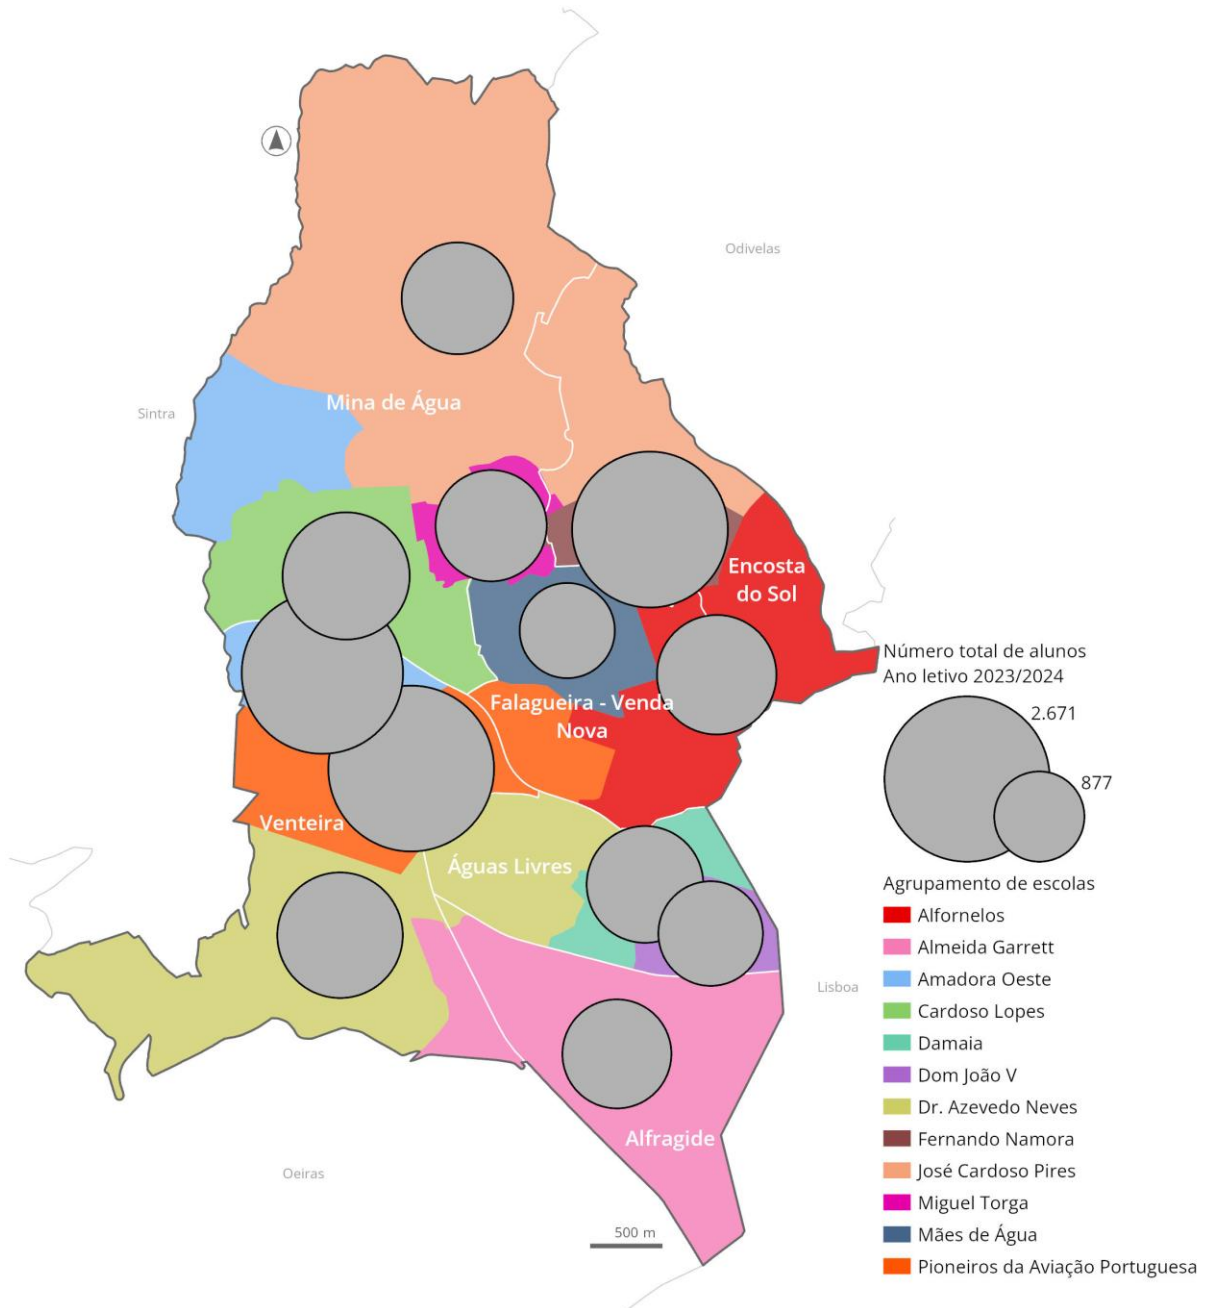 Odivelas
Sintra
Mina de Água
Encosta
do Sol
Falagueira - Venda
Nova
Venteira
Águas Livres
Lisboa
Alfragide
Oeiras
500 m
Número total de alunos
Ano letivo 2023/2024
2.671
877
Agrupamento de escolas
Alfornelos
Almeida Garrett
Amadora Oeste
Cardoso Lopes
Damaia
Dom João V
Dr. Azevedo Neves
Fernando Namora
José Cardoso Pires
Miguel Torga
Mães de Água
Pioneiros da Aviação Portuguesa